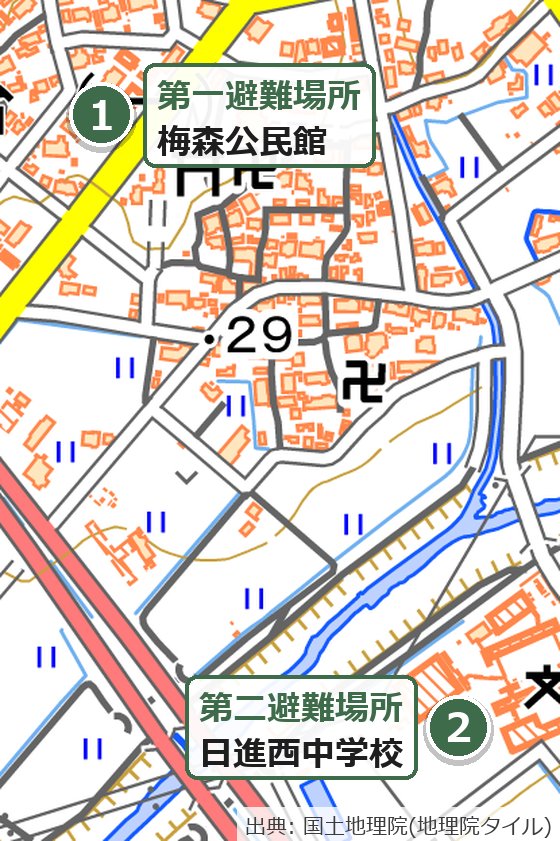 1
第一避難場所
梅森公民館
29
第二避難場所
日進西中学校
2
文
出典: 国土地理院(地理院タイル)